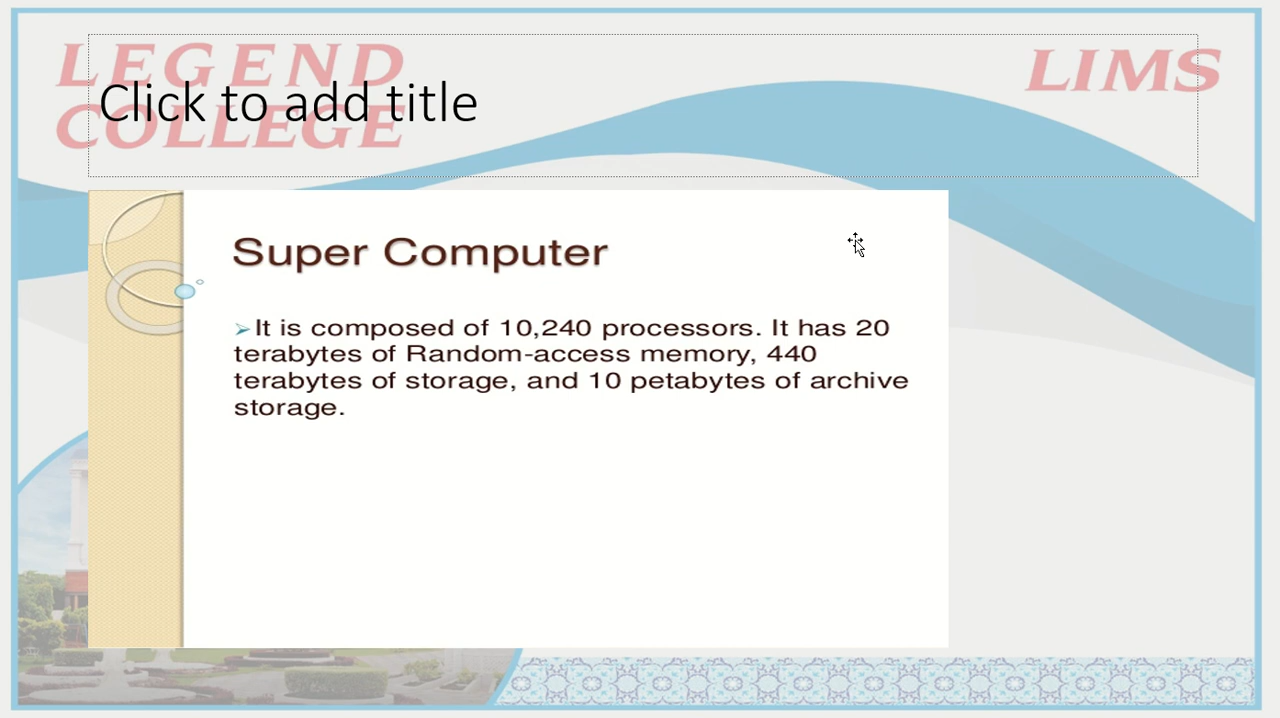 LEGEND
COLLEGE
LIMS
Click to add title
Super Computer
➢It is composed of 10,240 processors. It has 20
terabytes of Random-access memory, 440
terabytes of storage, and 10 petabytes of archive
storage.